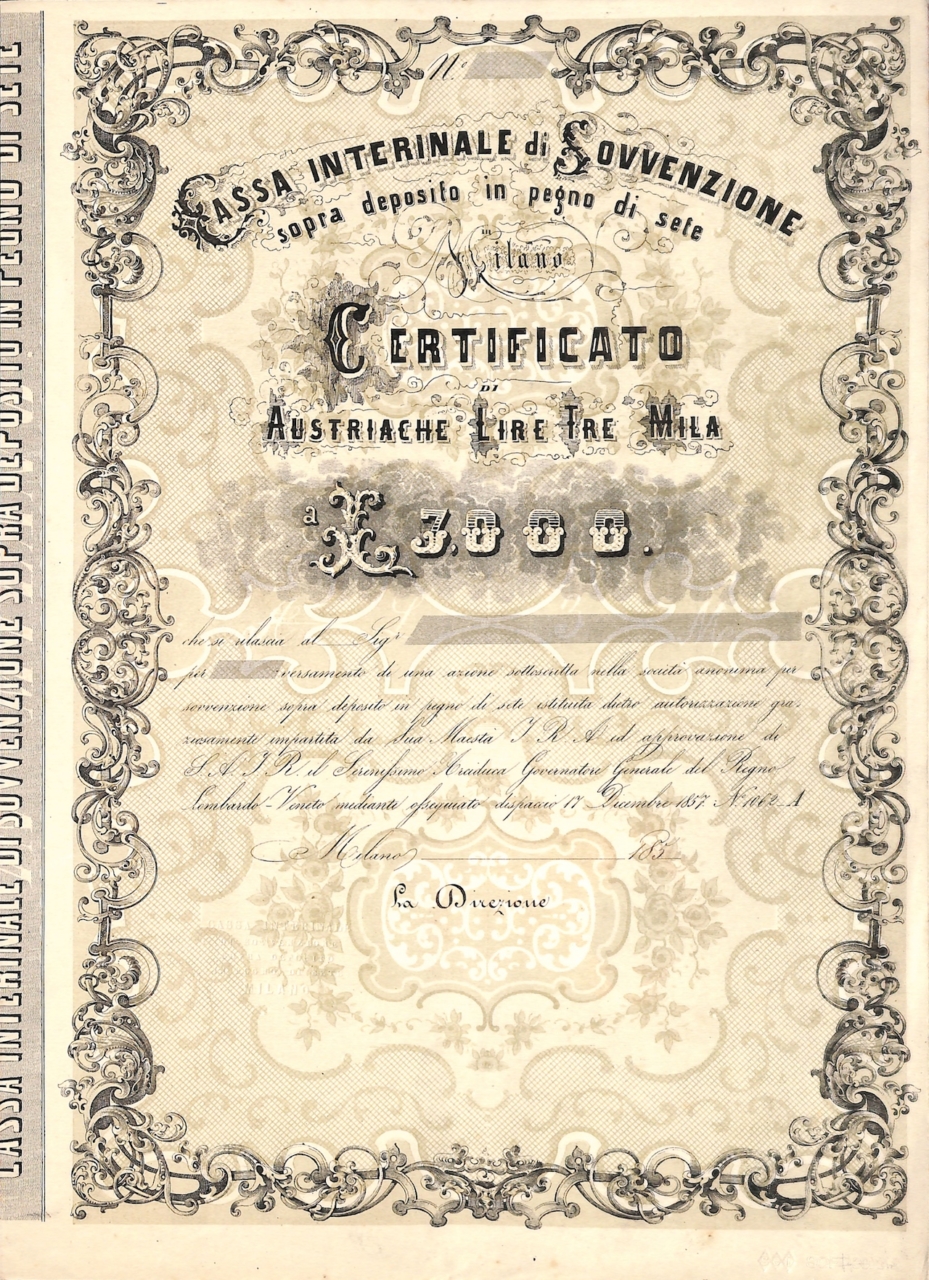 N.º
CASSA INTERINALE di SOVVENZIONE
sopra deposito in pegno di sete
in
Milano
CERTIFICATO
DI
AUSTRIACHE LIRE TRE MILA
a L 3.000.
che si rilascia al Sigr
per versamento di una azione sottoscritta nella società anonima per
sovvenzione sopra deposito in pegno di sete istituita dietro autorizzazione gra-
ziosamente impartita da Sua Maestà I. R. A. ed approvazione di
S. A. I. R. il Serenissimo Arciduca Governatore Generale del Regno
Lombardo-Veneto mediante ossequiato dispaccio 17 Dicembre 1857. N. 1062 A
Milano 185
La Direzione
CASSA INTERINALE DI SOVVENZIONE SOPRA DEPOSITO IN PEGNO DI SETE